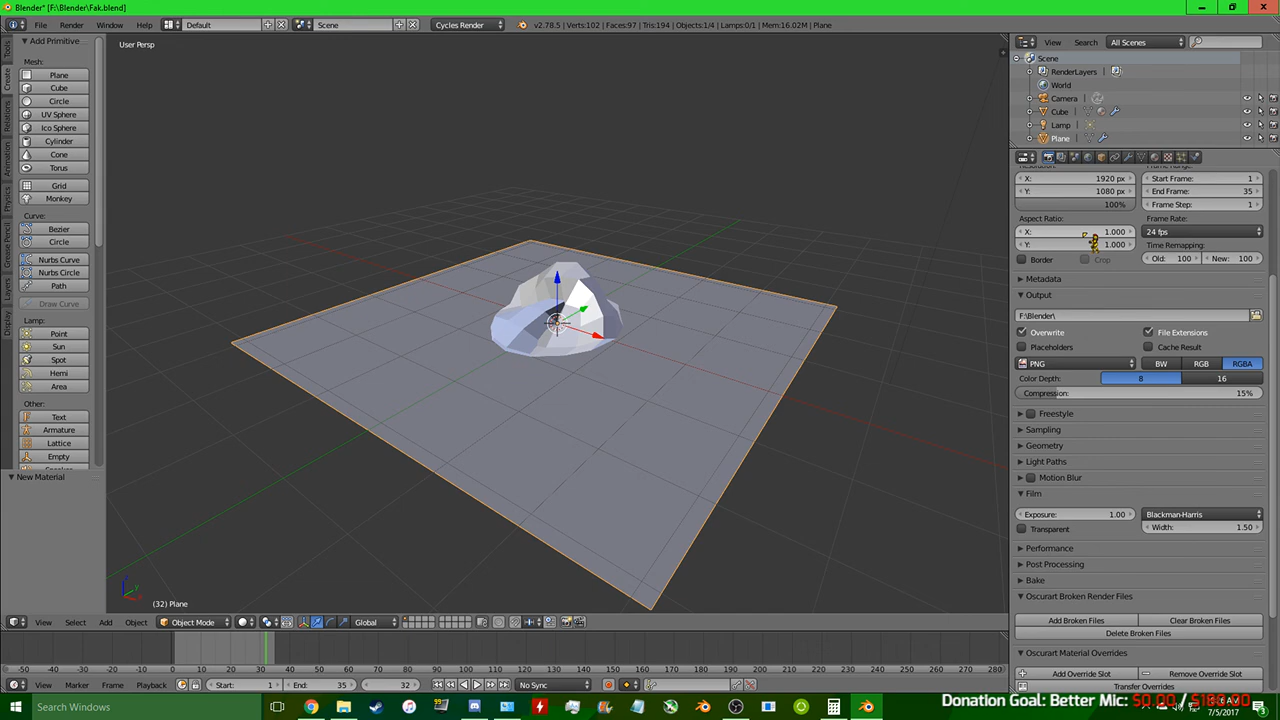 Blender* [F:\Blender\Fak.blend]
File Render Window Help Default Scene Cycles Render v2.78.5 | Verts:102 | Faces:97 | Tris:194 | Objects:1/4 | Lamps:0/1 | Mem:16.02M | Plane
Tools
Create
Relations
Animation
Physics
Layers
Display
Add Primitive
Mesh:
Plane
Cube
Circle
UV Sphere
Ico Sphere
Cylinder
Cone
Torus
Grid
Monkey
Curve:
Bezier
Circle
Nurbs Curve
Nurbs Circle
Path
Draw Curve
Lamp:
Point
Sun
Spot
Hemi
Area
Other:
Text
Armature
Lattice
Empty
New Material
User Persp
(32) Plane
View Search All Scenes
Scene
RenderLayers
World
Camera
Cube
Lamp
Plane
X: 1920 px Start Frame: 1
Y: 1080 px End Frame: 35
100% Frame Step: 1
Aspect Ratio: Frame Rate:
X: 1.000 24 fps
Y: 1.000 Time Remapping:
Border Crop Old: 100 New: 100
Metadata
Output
F:\Blender\
Overwrite File Extensions
Placeholders Cache Result
PNG BW RGB RGBA
Color Depth: 8 16
Compression: 15%
Freestyle
Sampling
Geometry
Light Paths
Motion Blur
Film
Exposure: 1.00 Blackman-Harris
Transparent Width: 1.50
Performance
Post Processing
Bake
Oscurart Broken Render Files
Add Broken Files Clear Broken Files
Delete Broken Files
Oscurart Material Overrides
Add Override Slot Remove Override Slot
Transfer Overrides
View Select Add Object Object Mode Global
-50 -40 -30 -20 -10 0 10 20 30 40 50 60 70 80 90 100 110 120 130 140 150 160 170 180 190 200 210 220 230 240 250 260 270 280
View Marker Frame Playback Start: 1 End: 35 32 No Sync
Search Windows
Donation Goal: Better Mic: $0.00 / $180.00
7/5/2017